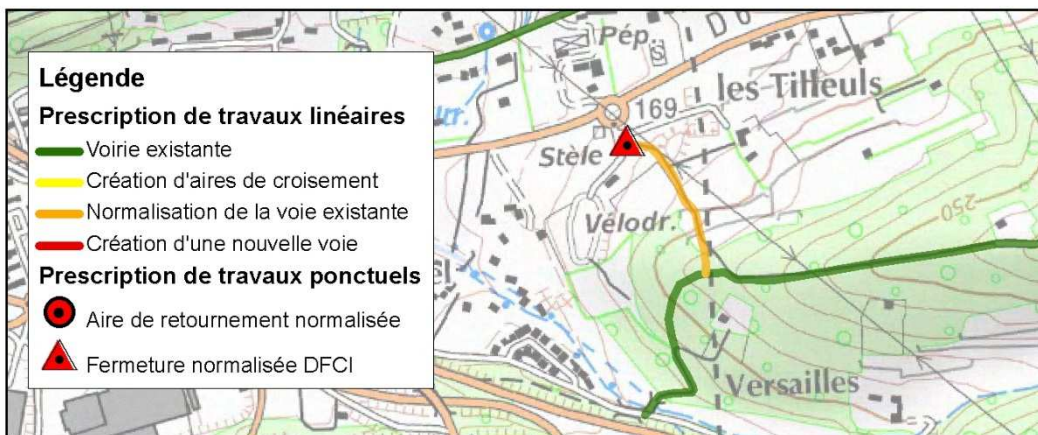 Légende
Prescription de travaux linéaires
Voirie existante
Création d'aires de croisement
Normalisation de la voie existante
Création d'une nouvelle voie
Prescription de travaux ponctuels
Aire de retournement normalisée
Fermeture normalisée DFCI
Pép.
S
D 6
169
les Tilleuls
Stèle
Vélodr.
250
Versailles